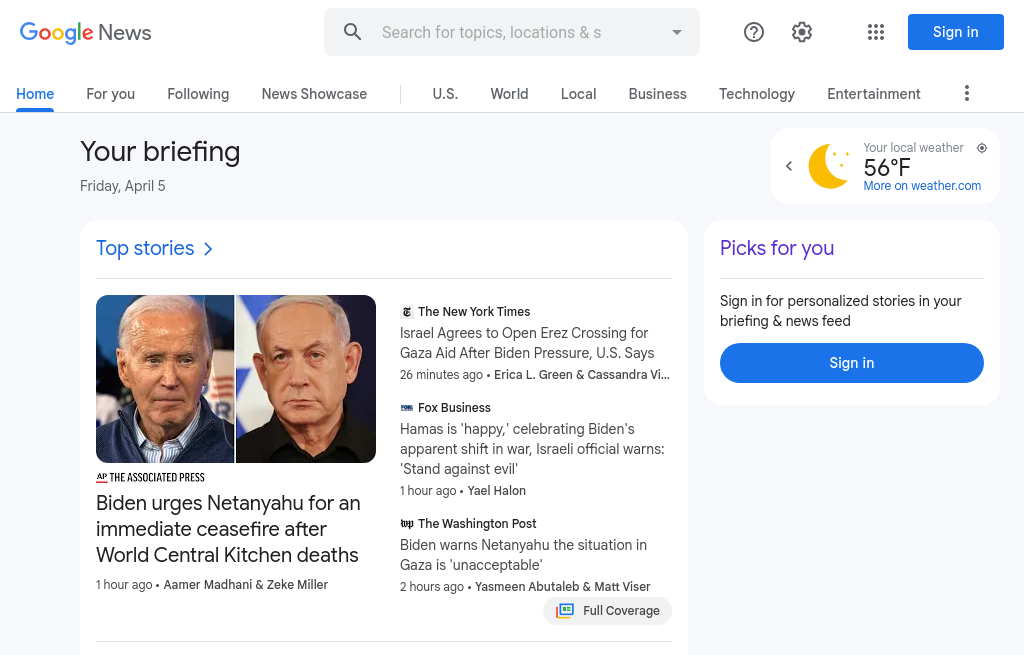 Google News
Search for topics, locations & s
Sign in
Home
For you
Following
News Showcase
U.S.
World
Local
Business
Technology
Entertainment
Your briefing
Friday, April 5
Your local weather
56°F
More on weather.com
Top stories
AP THE ASSOCIATED PRESS
Biden urges Netanyahu for an
immediate ceasefire after
World Central Kitchen deaths
1 hour ago • Aamer Madhani & Zeke Miller
The New York Times
Israel Agrees to Open Erez Crossing for
Gaza Aid After Biden Pressure, U.S. Says
26 minutes ago • Erica L. Green & Cassandra Vi...
Fox Business
Hamas is 'happy,' celebrating Biden's
apparent shift in war, Israeli official warns:
'Stand against evil'
1 hour ago • Yael Halon
wp The Washington Post
Biden warns Netanyahu the situation in
Gaza is 'unacceptable'
2 hours ago • Yasmeen Abutaleb & Matt Viser
Full Coverage
Picks for you
Sign in for personalized stories in your
briefing & news feed
Sign in